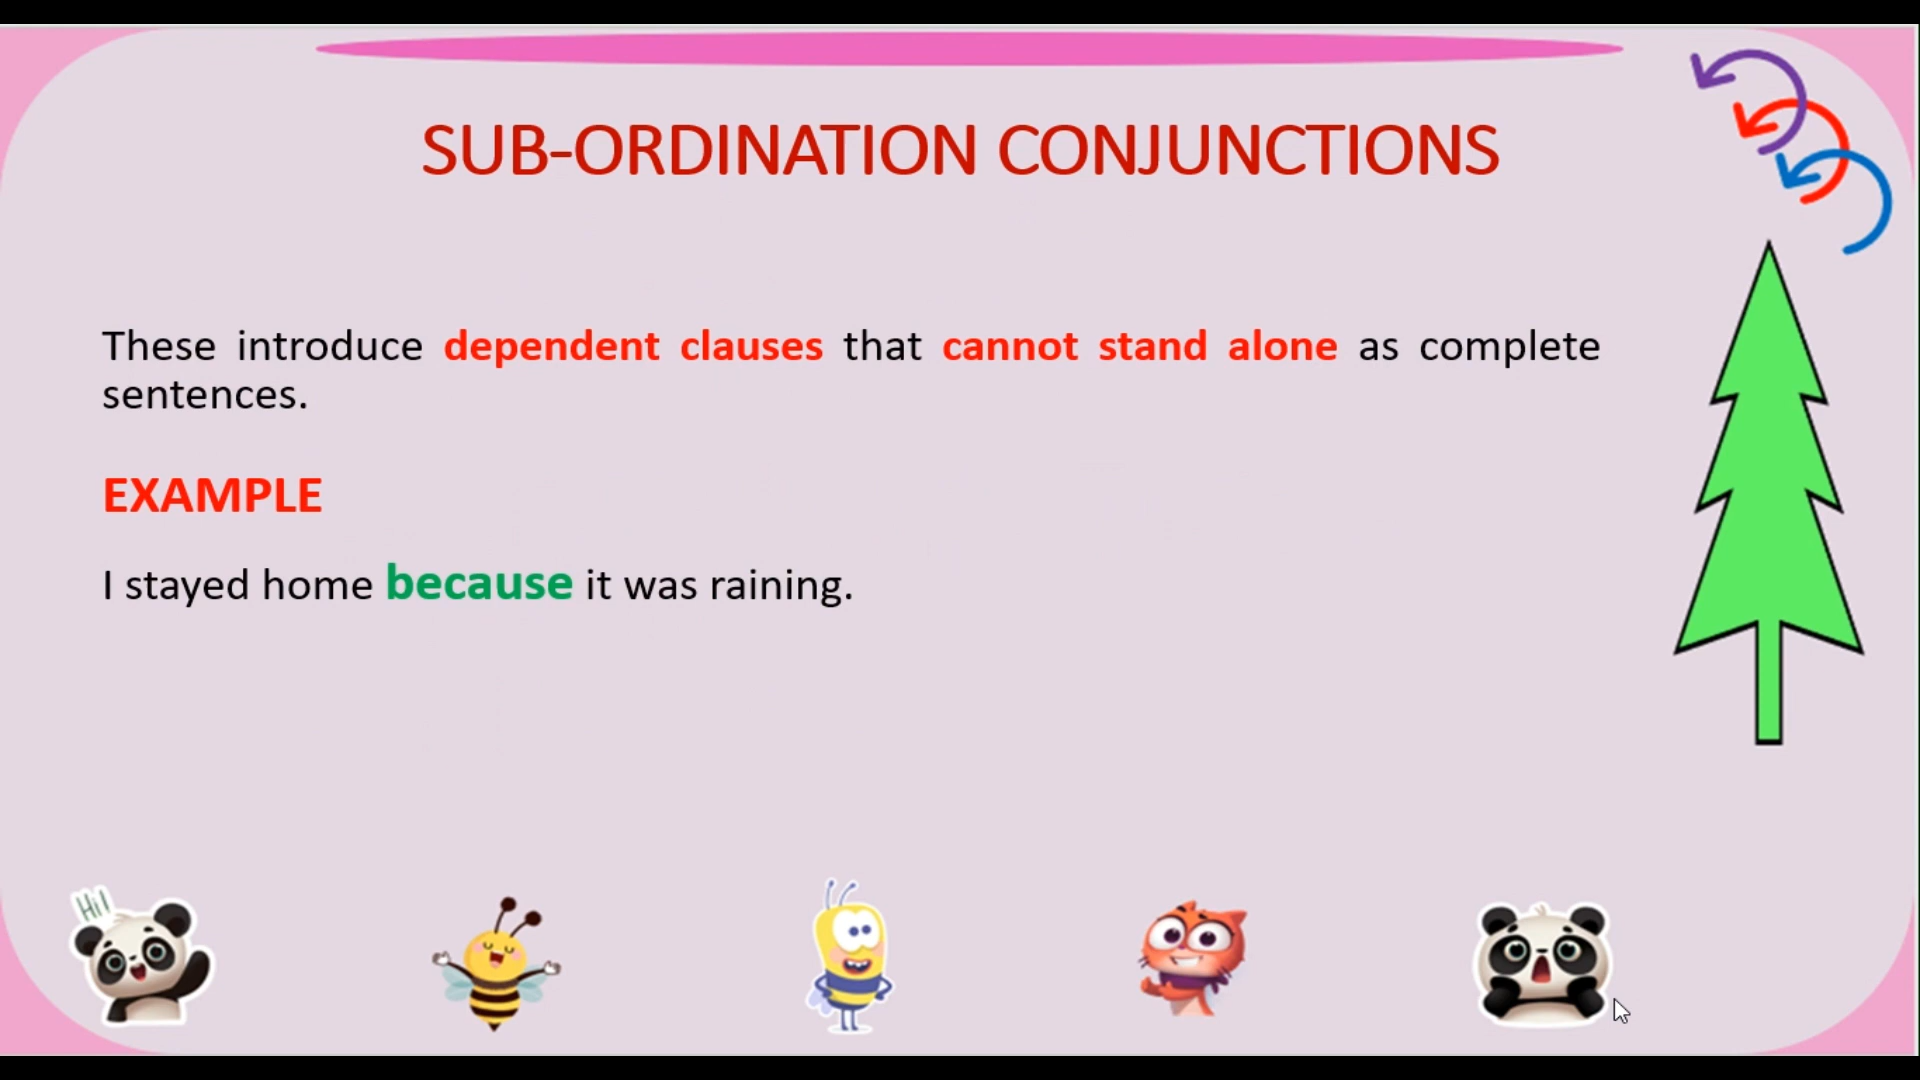 SUB-ORDINATION CONJUNCTIONS
These introduce dependent clauses that cannot stand alone as complete
sentences.
EXAMPLE
I stayed home because it was raining.
Hi!